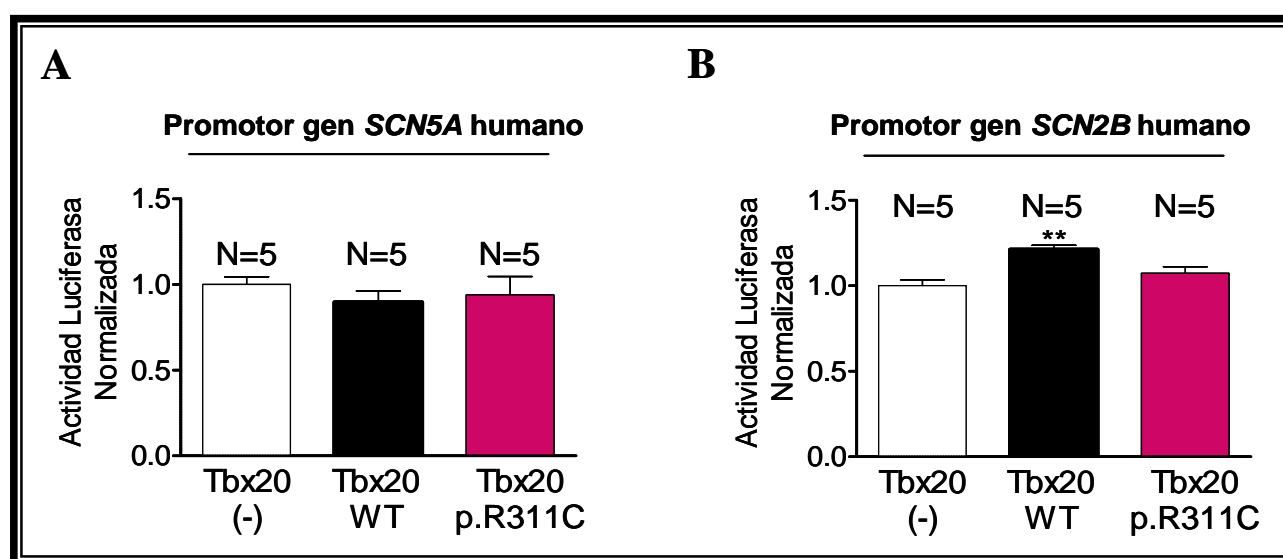 A
Promotor gen SCN5A humano
Actividad Luciferasa
Normalizada
1.5
1.0
0.5
0.0
N=5 N=5 N=5
Tbx20 Tbx20 Tbx20
(-) WT p.R311C
B
Promotor gen SCN2B humano
Actividad Luciferasa
Normalizada
1.5
1.0
0.5
0.0
N=5 N=5 N=5
**
Tbx20 Tbx20 Tbx20
(-) WT p.R311C